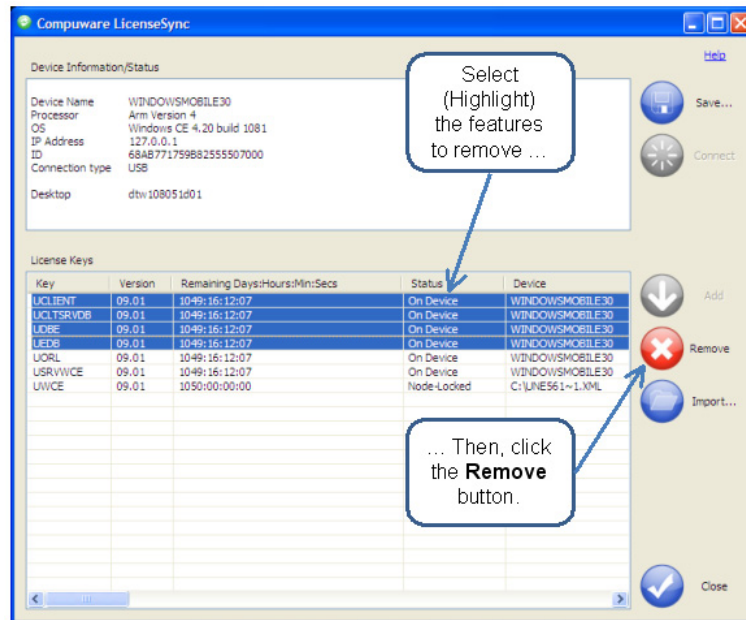 Compuware LicenseSync
Help
Device Information/Status
Device Name WINDOWSMOBILE30
Processor Arm Version 4
OS Windows CE 4.20 build 1081
IP Address 127.0.0.1
ID 68AB771759B82555507000
Connection type USB
Desktop dtw108051d01
Select
(Highlight)
the features
to remove ...
Save...
Connect
License Keys
Key Version Remaining Days:Hours:Min:Secs Status Device
UCLIENT 09.01 1049:16:12:07 On Device WINDOWSMOBILE30
UCLTSRVDB 09.01 1049:16:12:07 On Device WINDOWSMOBILE30
UDBE 09.01 1049:16:12:07 On Device WINDOWSMOBILE30
UEDB 09.01 1049:16:12:07 On Device WINDOWSMOBILE30
UQRL 09.01 1049:16:12:07 On Device WINDOWSMOBILE30
USRVWCE 09.01 1049:16:12:07 On Device WINDOWSMOBILE30
UWCE 09.01 1050:00:00:00 Node-Locked C:\UNE561~1.XML
Add
Remove
Import...
... Then, click
the Remove
button.
Close